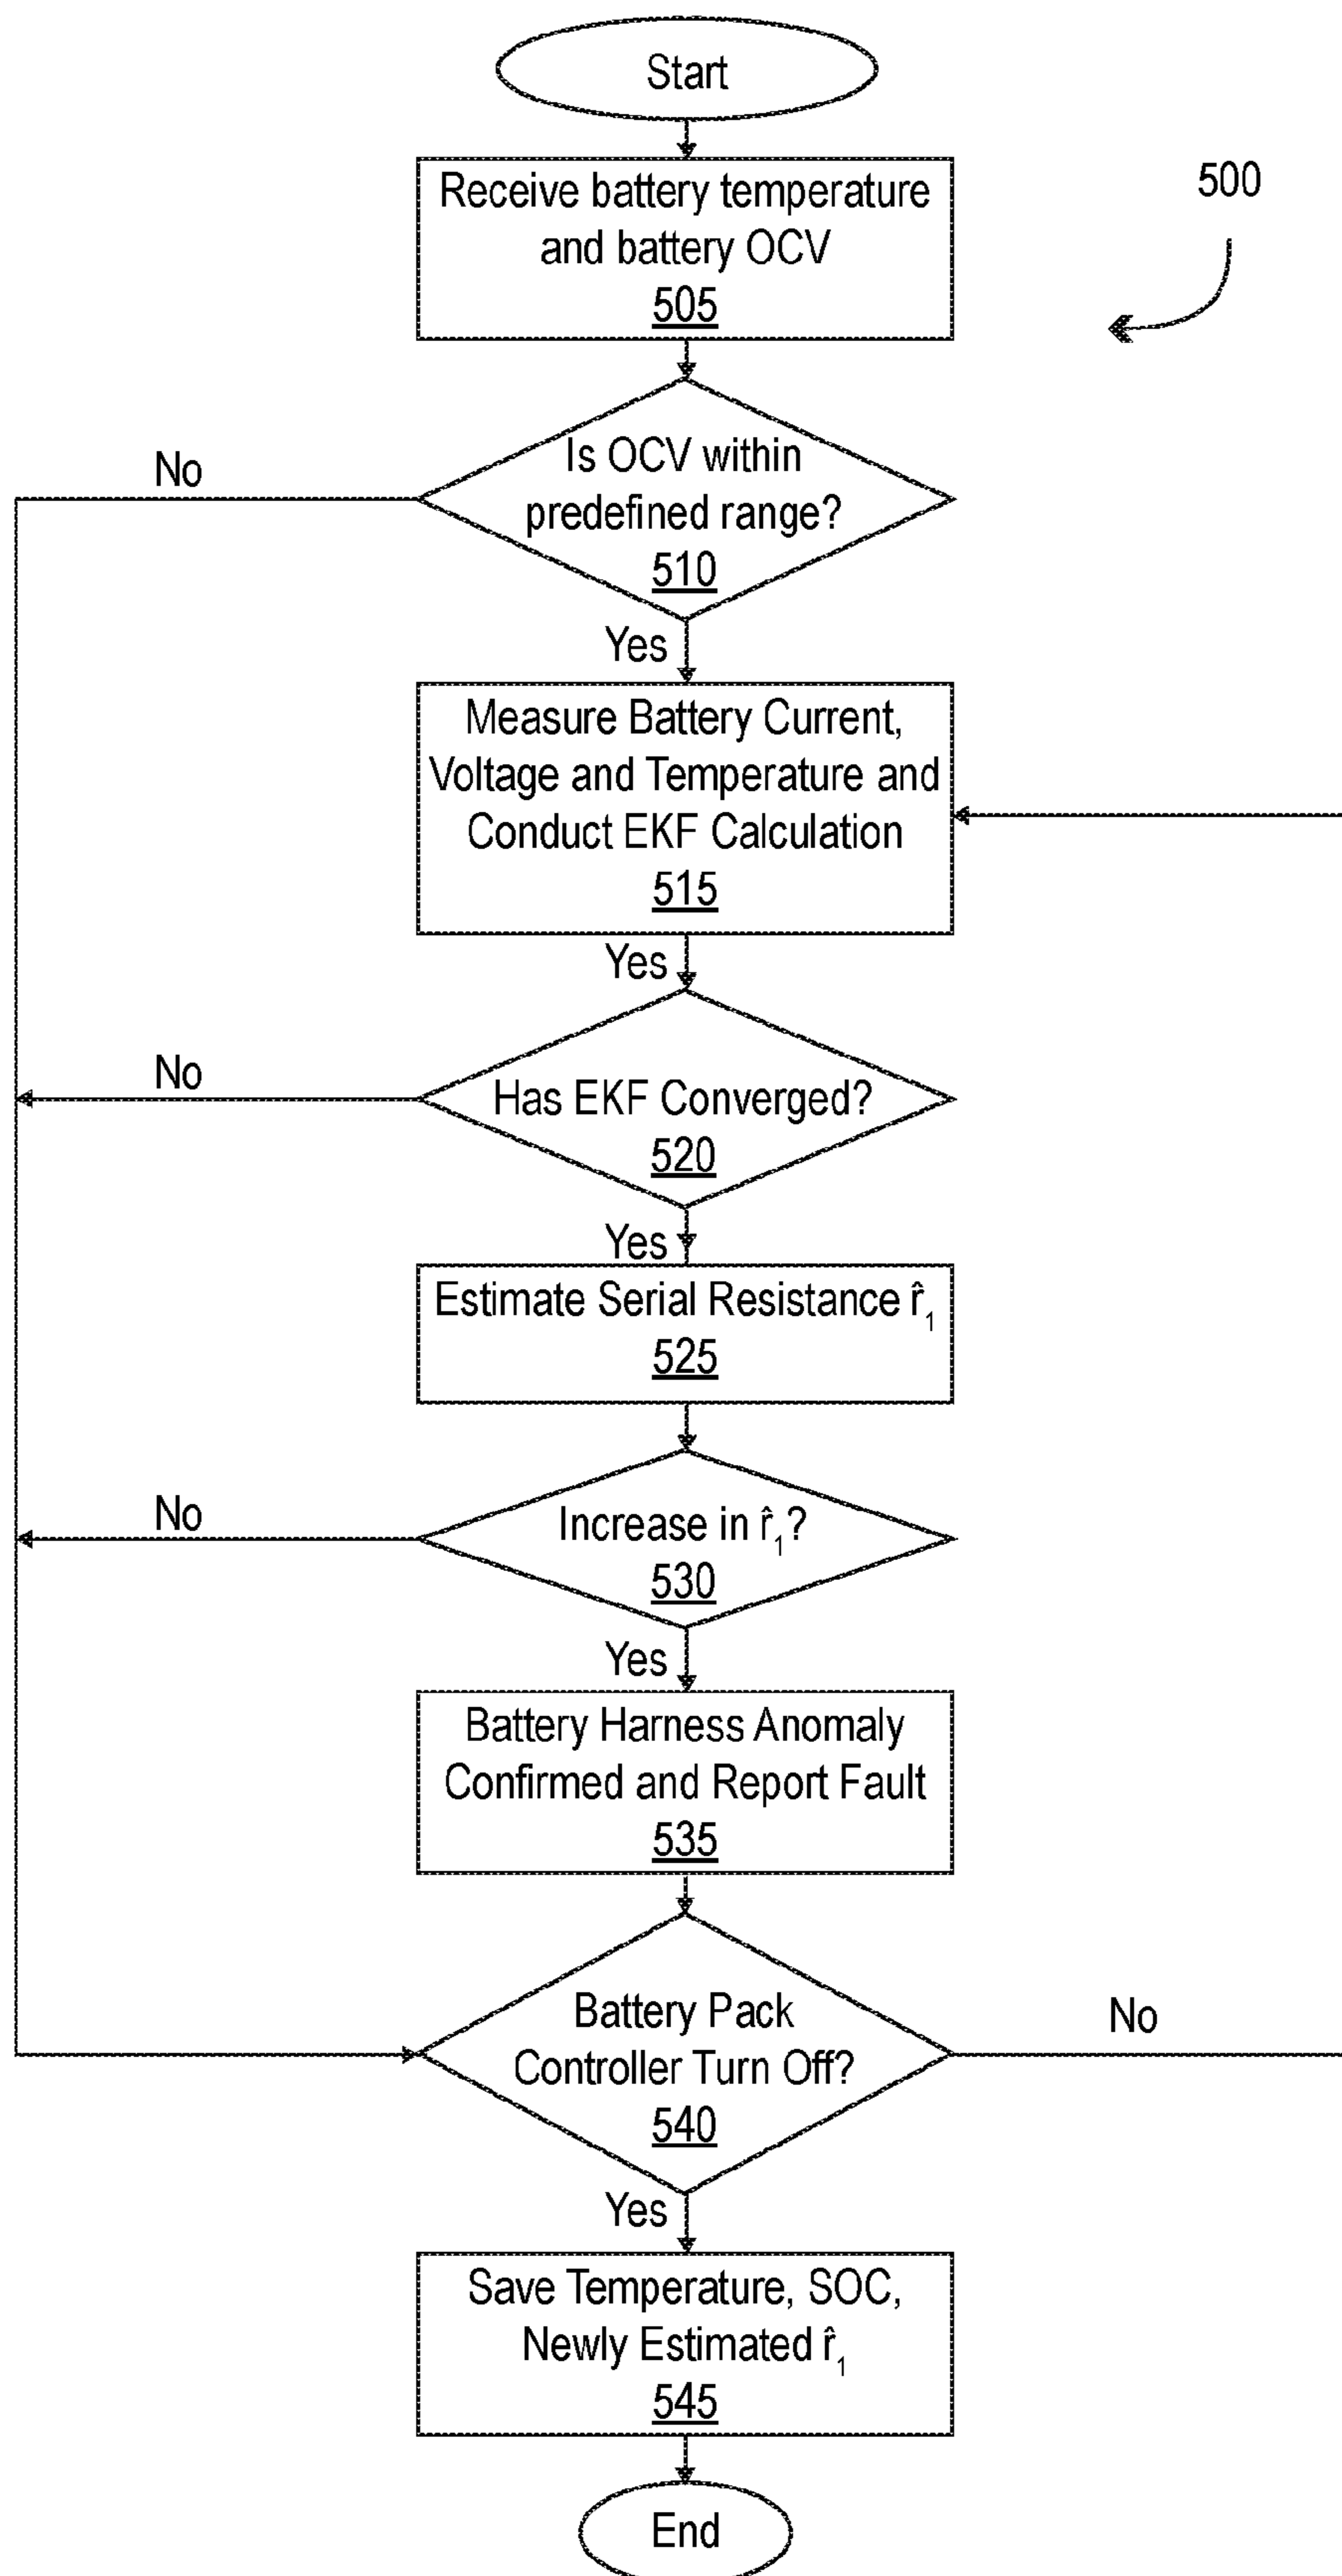 Start
Receive battery temperature
and battery OCV
505
500
Is OCV within
predefined range?
510
No
Yes
Measure Battery Current,
Voltage and Temperature and
Conduct EKF Calculation
515
Yes
Has EKF Converged?
520
No
Yes
Estimate Serial Resistance r̂₁
525
Increase in r̂₁?
530
No
Yes
Battery Harness Anomaly
Confirmed and Report Fault
535
Battery Pack
Controller Turn Off?
540
No
Yes
Save Temperature, SOC,
Newly Estimated r̂₁
545
End